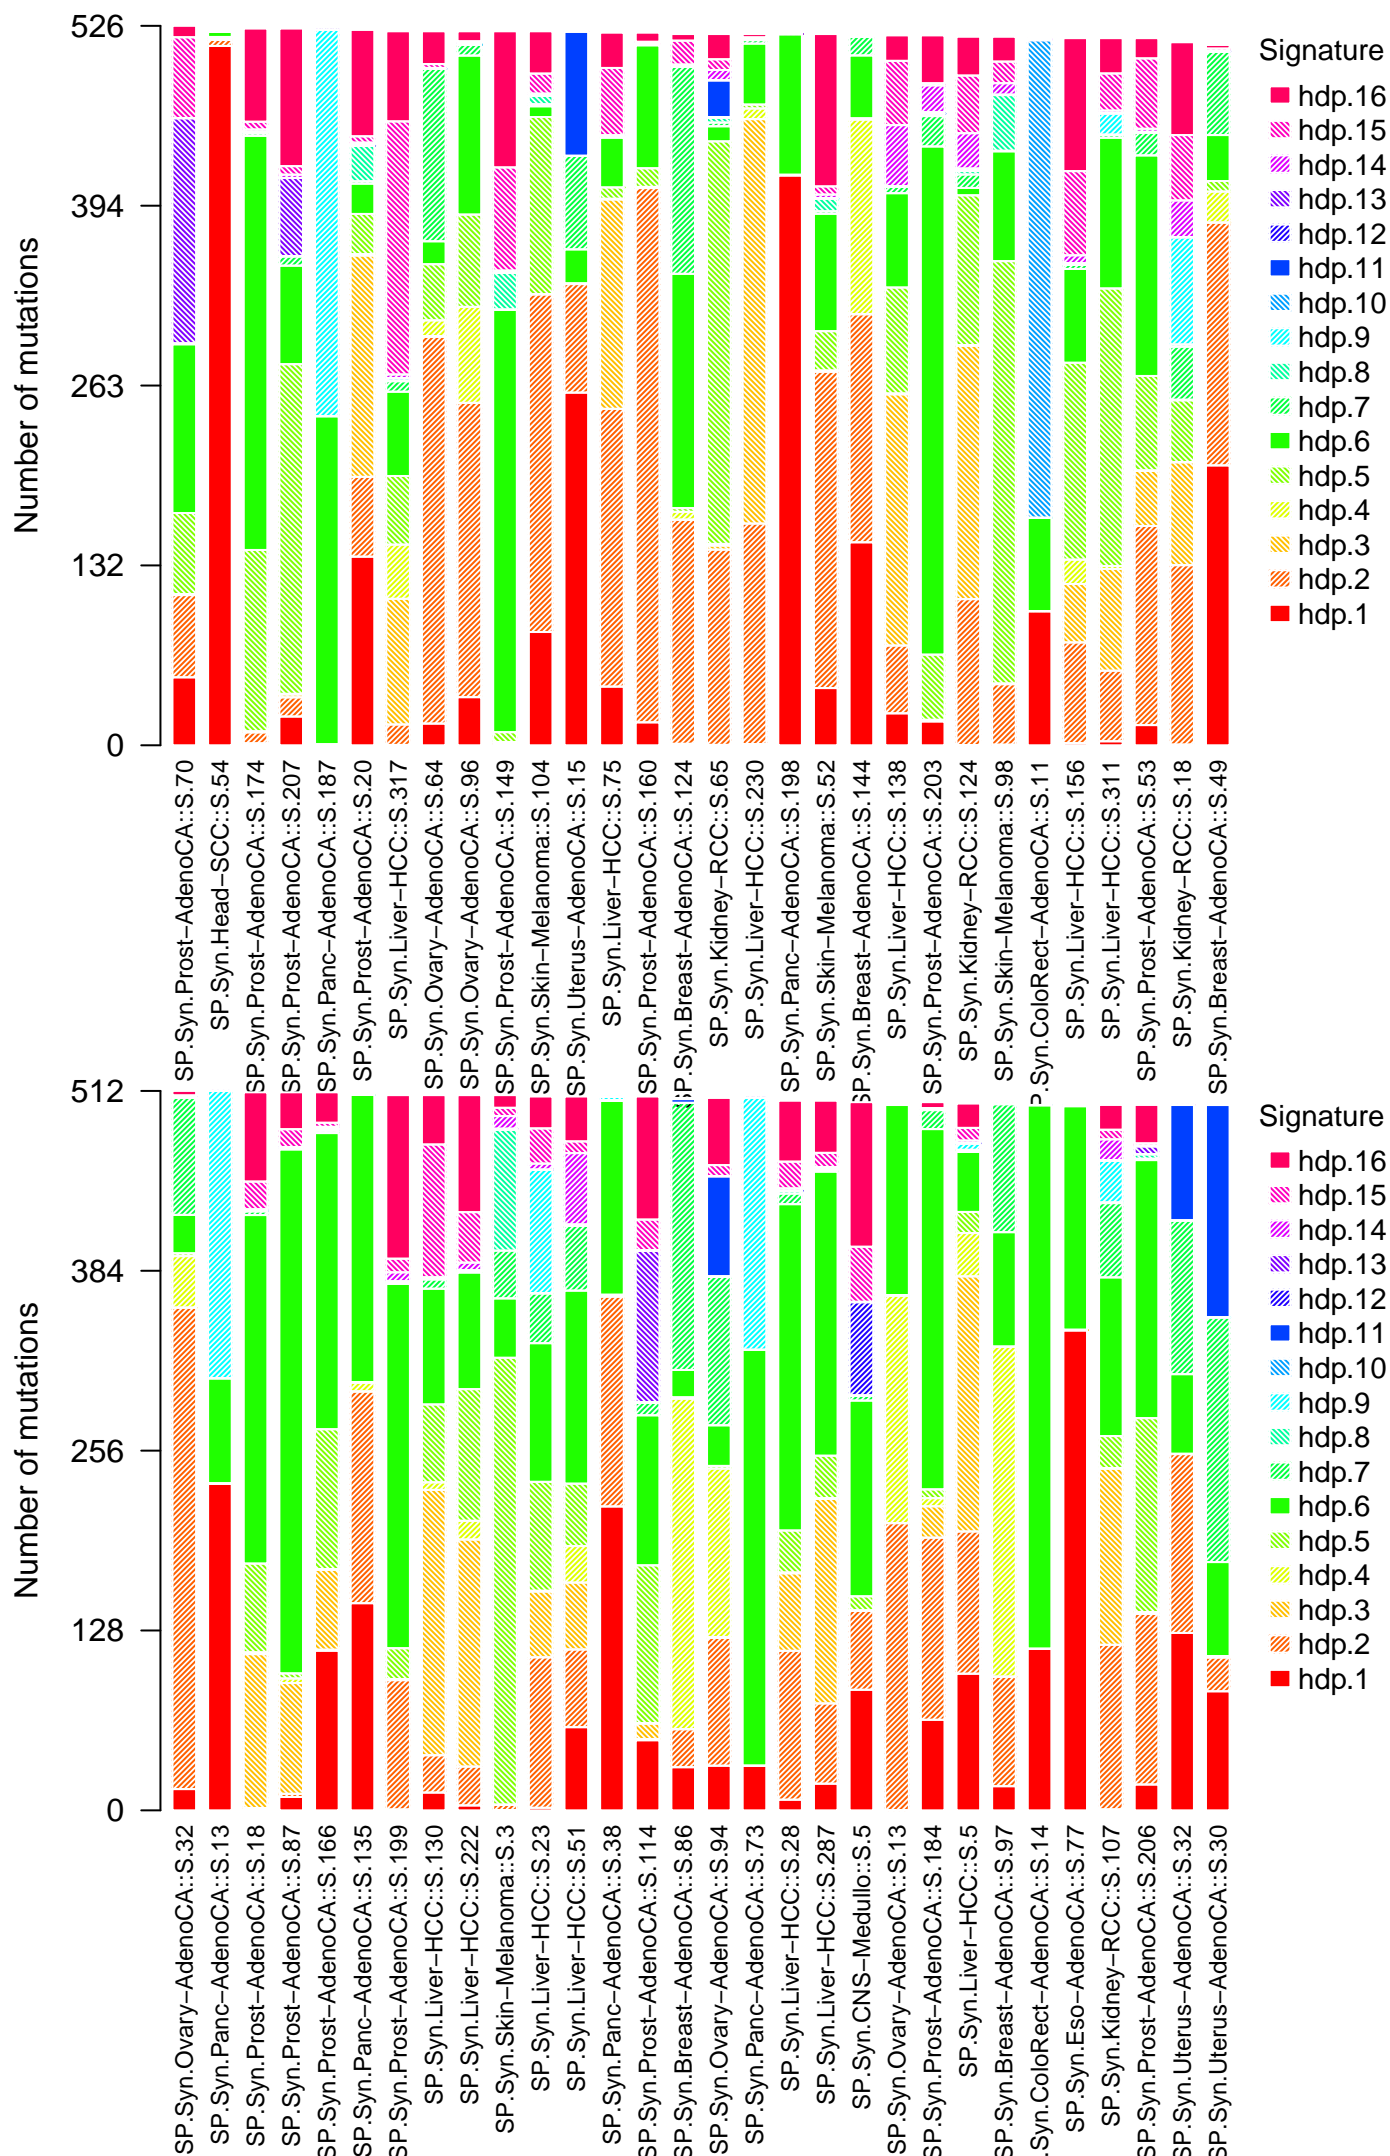 526
394
263
132
0
Number of mutations
Signature
hdp.16
hdp.15
hdp.14
hdp.13
hdp.12
hdp.11
hdp.10
hdp.9
hdp.8
hdp.7
hdp.6
hdp.5
hdp.4
hdp.3
hdp.2
hdp.1
SP.Syn.Prost−AdenoCA::S.70
SP.Syn.Head−SCC::S.54
SP.Syn.Prost−AdenoCA::S.174
SP.Syn.Prost−AdenoCA::S.207
SP.Syn.Panc−AdenoCA::S.187
SP.Syn.Prost−AdenoCA::S.20
SP.Syn.Liver−HCC::S.317
SP.Syn.Ovary−AdenoCA::S.64
SP.Syn.Ovary−AdenoCA::S.96
SP.Syn.Prost−AdenoCA::S.149
SP.Syn.Skin−Melanoma::S.104
SP.Syn.Uterus−AdenoCA::S.15
SP.Syn.Liver−HCC::S.75
SP.Syn.Prost−AdenoCA::S.160
SP.Syn.Breast−AdenoCA::S.124
SP.Syn.Kidney−RCC::S.65
SP.Syn.Liver−HCC::S.230
SP.Syn.Panc−AdenoCA::S.198
SP.Syn.Skin−Melanoma::S.52
SP.Syn.Breast−AdenoCA::S.144
SP.Syn.Liver−HCC::S.138
SP.Syn.Prost−AdenoCA::S.203
SP.Syn.Kidney−RCC::S.124
SP.Syn.Skin−Melanoma::S.98
P.Syn.ColoRect−AdenoCA::S.111
SP.Syn.Liver−HCC::S.156
SP.Syn.Liver−HCC::S.311
SP.Syn.Prost−AdenoCA::S.53
SP.Syn.Kidney−RCC::S.18
SP.Syn.Breast−AdenoCA::S.49
512
384
256
128
0
Number of mutations
Signature
hdp.16
hdp.15
hdp.14
hdp.13
hdp.12
hdp.11
hdp.10
hdp.9
hdp.8
hdp.7
hdp.6
hdp.5
hdp.4
hdp.3
hdp.2
hdp.1
SP.Syn.Ovary−AdenoCA::S.32
SP.Syn.Panc−AdenoCA::S.13
SP.Syn.Prost−AdenoCA::S.18
SP.Syn.Prost−AdenoCA::S.87
SP.Syn.Prost−AdenoCA::S.166
SP.Syn.Panc−AdenoCA::S.135
SP.Syn.Prost−AdenoCA::S.199
SP.Syn.Liver−HCC::S.130
SP.Syn.Liver−HCC::S.222
SP.Syn.Skin−Melanoma::S.3
SP.Syn.Liver−HCC::S.23
SP.Syn.Liver−HCC::S.51
SP.Syn.Panc−AdenoCA::S.38
SP.Syn.Prost−AdenoCA::S.114
SP.Syn.Breast−AdenoCA::S.86
SP.Syn.Ovary−AdenoCA::S.94
SP.Syn.Panc−AdenoCA::S.73
SP.Syn.Liver−HCC::S.28
SP.Syn.Liver−HCC::S.287
SP.Syn.CNS−Medullo::S.5
SP.Syn.Ovary−AdenoCA::S.13
SP.Syn.Prost−AdenoCA::S.184
SP.Syn.Liver−HCC::S.5
SP.Syn.Breast−AdenoCA::S.97
.Syn.ColoRect−AdenoCA::S.14
SP.Syn.Eso−AdenoCA::S.77
SP.Syn.Kidney−RCC::S.107
SP.Syn.Prost−AdenoCA::S.206
SP.Syn.Uterus−AdenoCA::S.32
SP.Syn.Uterus−AdenoCA::S.30